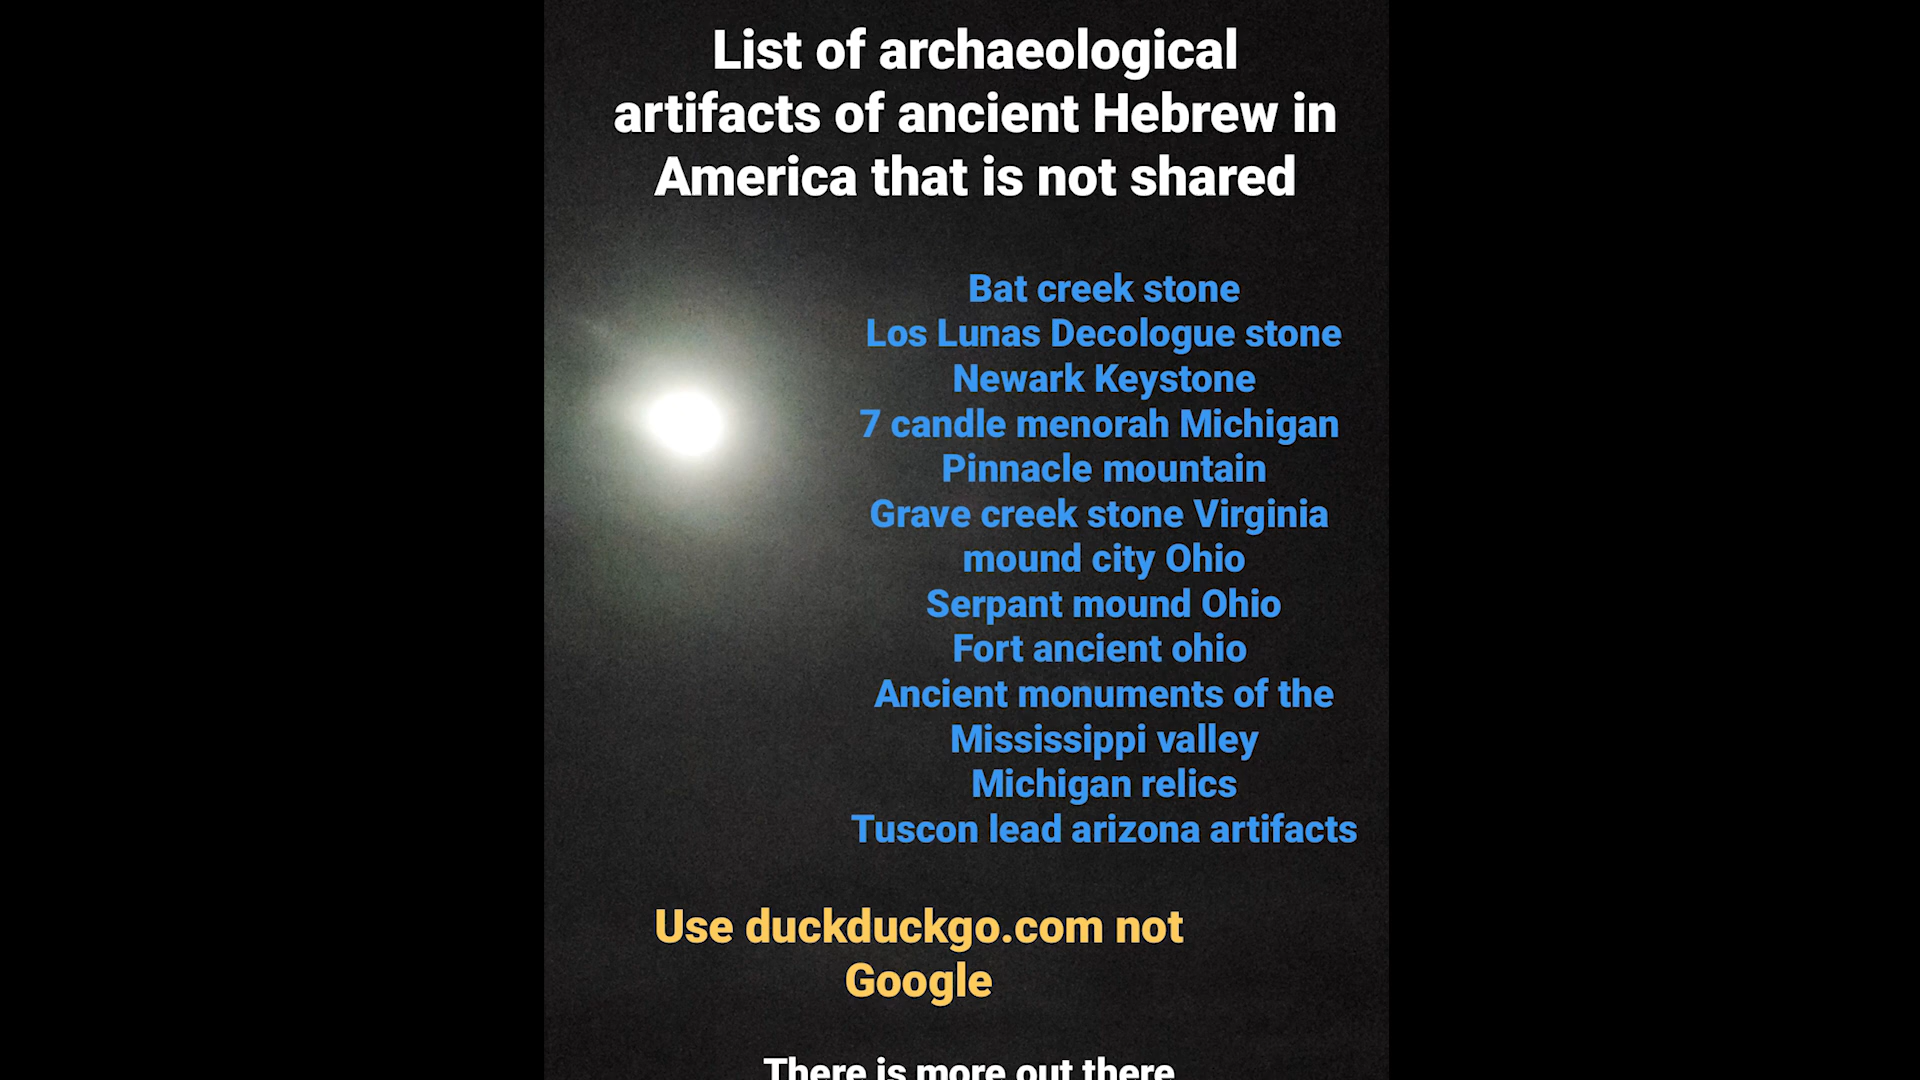 List of archaeological
artifacts of ancient Hebrew in
America that is not shared
Bat creek stone
Los Lunas Decologue stone
Newark Keystone
7 candle menorah Michigan
Pinnacle mountain
Grave creek stone Virginia
mound city Ohio
Serpant mound Ohio
Fort ancient ohio
Ancient monuments of the
Mississippi valley
Michigan relics
Tuscon lead arizona artifacts
Use duckduckgo.com not
Google
There is more out there